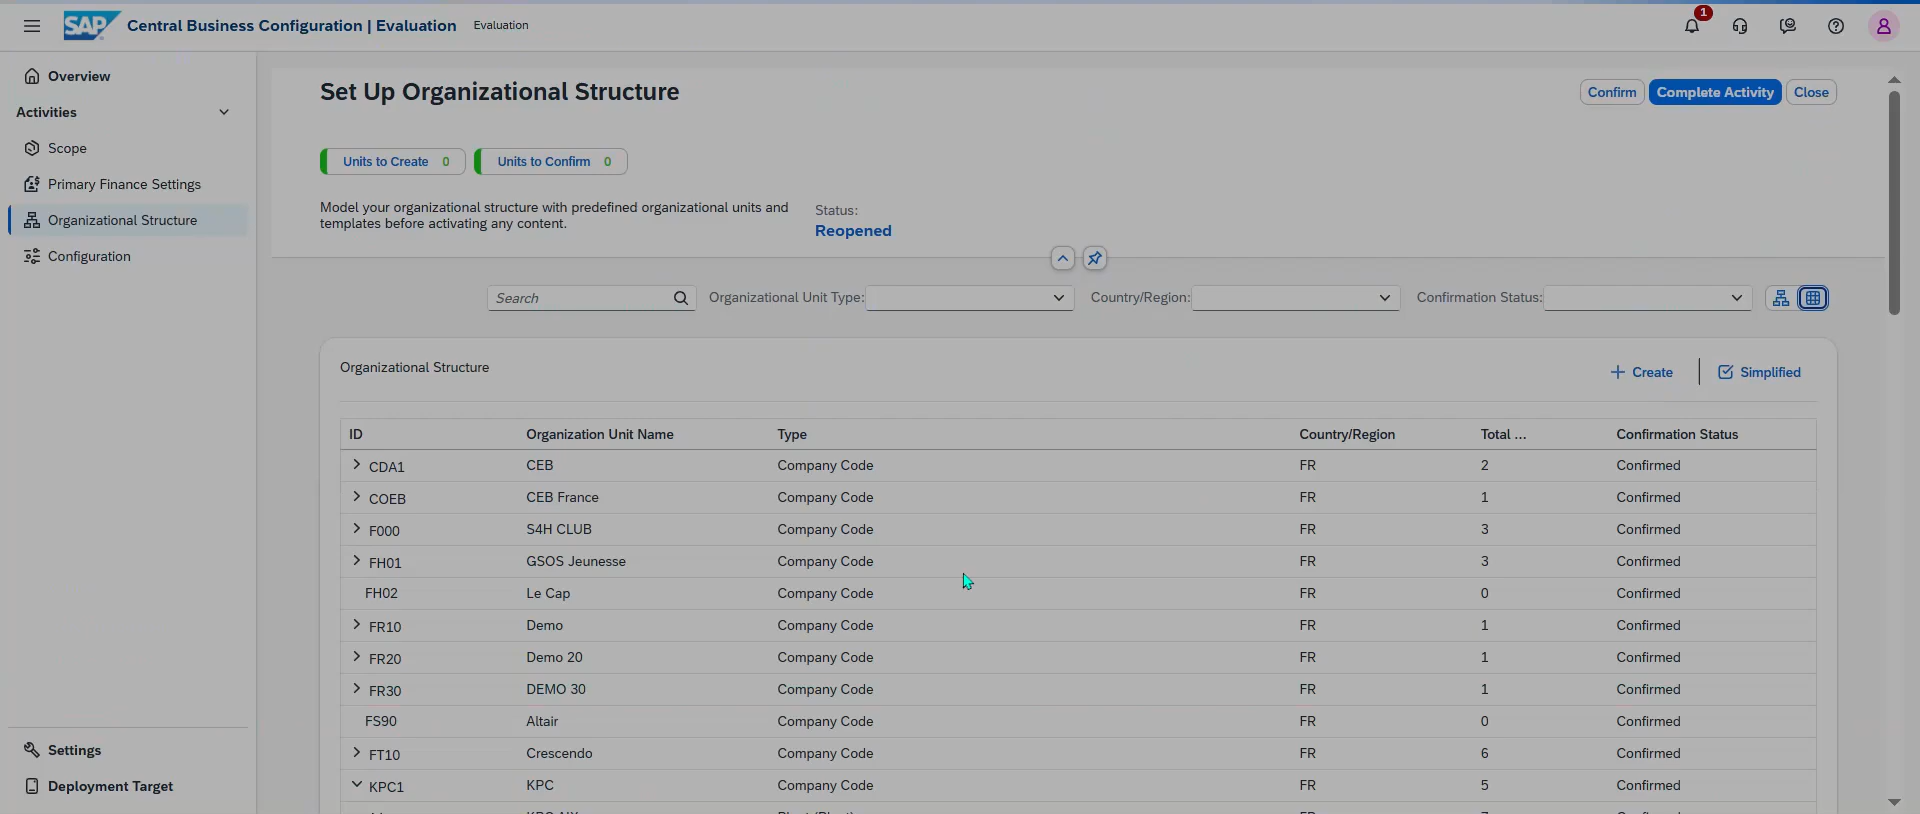 SAP Central Business Configuration | Evaluation Evaluation 1
Overview
Activities
Scope
Primary Finance Settings
Organizational Structure
Configuration
Settings
Deployment Target
Set Up Organizational Structure
Confirm Complete Activity Close
Units to Create 0 Units to Confirm 0
Model your organizational structure with predefined organizational units and
templates before activating any content.
Status:
Reopened
Search Organizational Unit Type: Country/Region: Confirmation Status:
Organizational Structure
Create Simplified
ID Organization Unit Name Type Country/Region Total ... Confirmation Status
CDA1 CEB Company Code FR 2 Confirmed
COEB CEB France Company Code FR 1 Confirmed
F000 S4H CLUB Company Code FR 3 Confirmed
FH01 GSOS Jeunesse Company Code FR 3 Confirmed
FH02 Le Cap Company Code FR 0 Confirmed
FR10 Demo Company Code FR 1 Confirmed
FR20 Demo 20 Company Code FR 1 Confirmed
FR30 DEMO 30 Company Code FR 1 Confirmed
FS90 Altair Company Code FR 0 Confirmed
FT10 Crescendo Company Code FR 6 Confirmed
KPC1 KPC Company Code FR 5 Confirmed